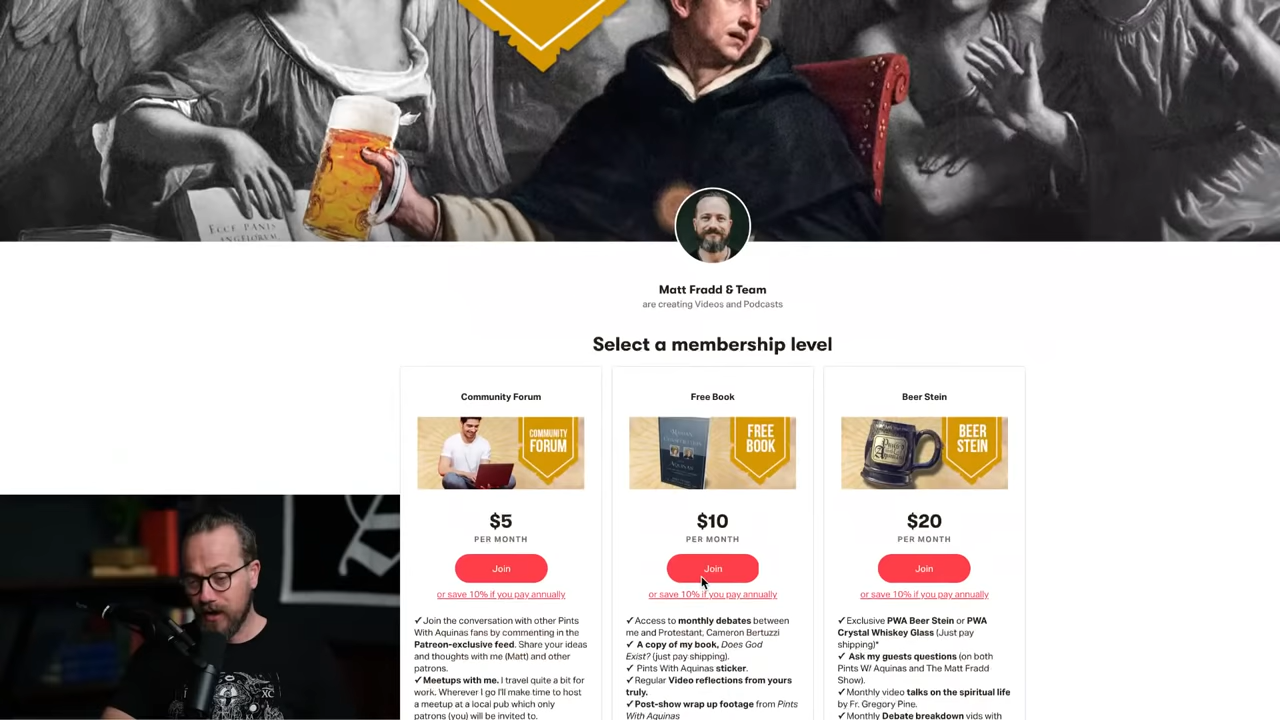 ECCE PANIS
ANGELORUM
Matt Fradd & Team
are creating Videos and Podcasts
Select a membership level
Community Forum
COMMUNITY
FORUM
$5
PER MONTH
Join
or save 10% if you pay annually
✓Join the conversation with other Pints
With Aquinas fans by commenting in the
Patreon-exclusive feed. Share your ideas
and thoughts with me (Matt) and other
patrons.
✓Meetups with me. I travel quite a bit for
work. Wherever I go I'll make time to host
a meetup at a local pub which only
patrons (you) will be invited to.
Free Book
FREE
BOOK
$10
PER MONTH
Join
or save 10% if you pay annually
✓Access to monthly debates between
me and Protestant, Cameron Bertuzzi
✓ A copy of my book, Does God
Exist? (just pay shipping).
✓ Pints With Aquinas sticker.
✓Regular Video reflections from yours
truly.
✓Post-show wrap up footage from Pints
With Aquinas
Beer Stein
BEER
STEIN
$20
PER MONTH
Join
or save 10% if you pay annually
✓Exclusive PWA Beer Stein or PWA
Crystal Whiskey Glass (Just pay
shipping)*
✓ Ask my guests questions (on both
Pints W/ Aquinas and The Matt Fradd
Show).
✓Monthly video talks on the spiritual life
by Fr. Gregory Pine.
✓Monthly Debate breakdown vids with